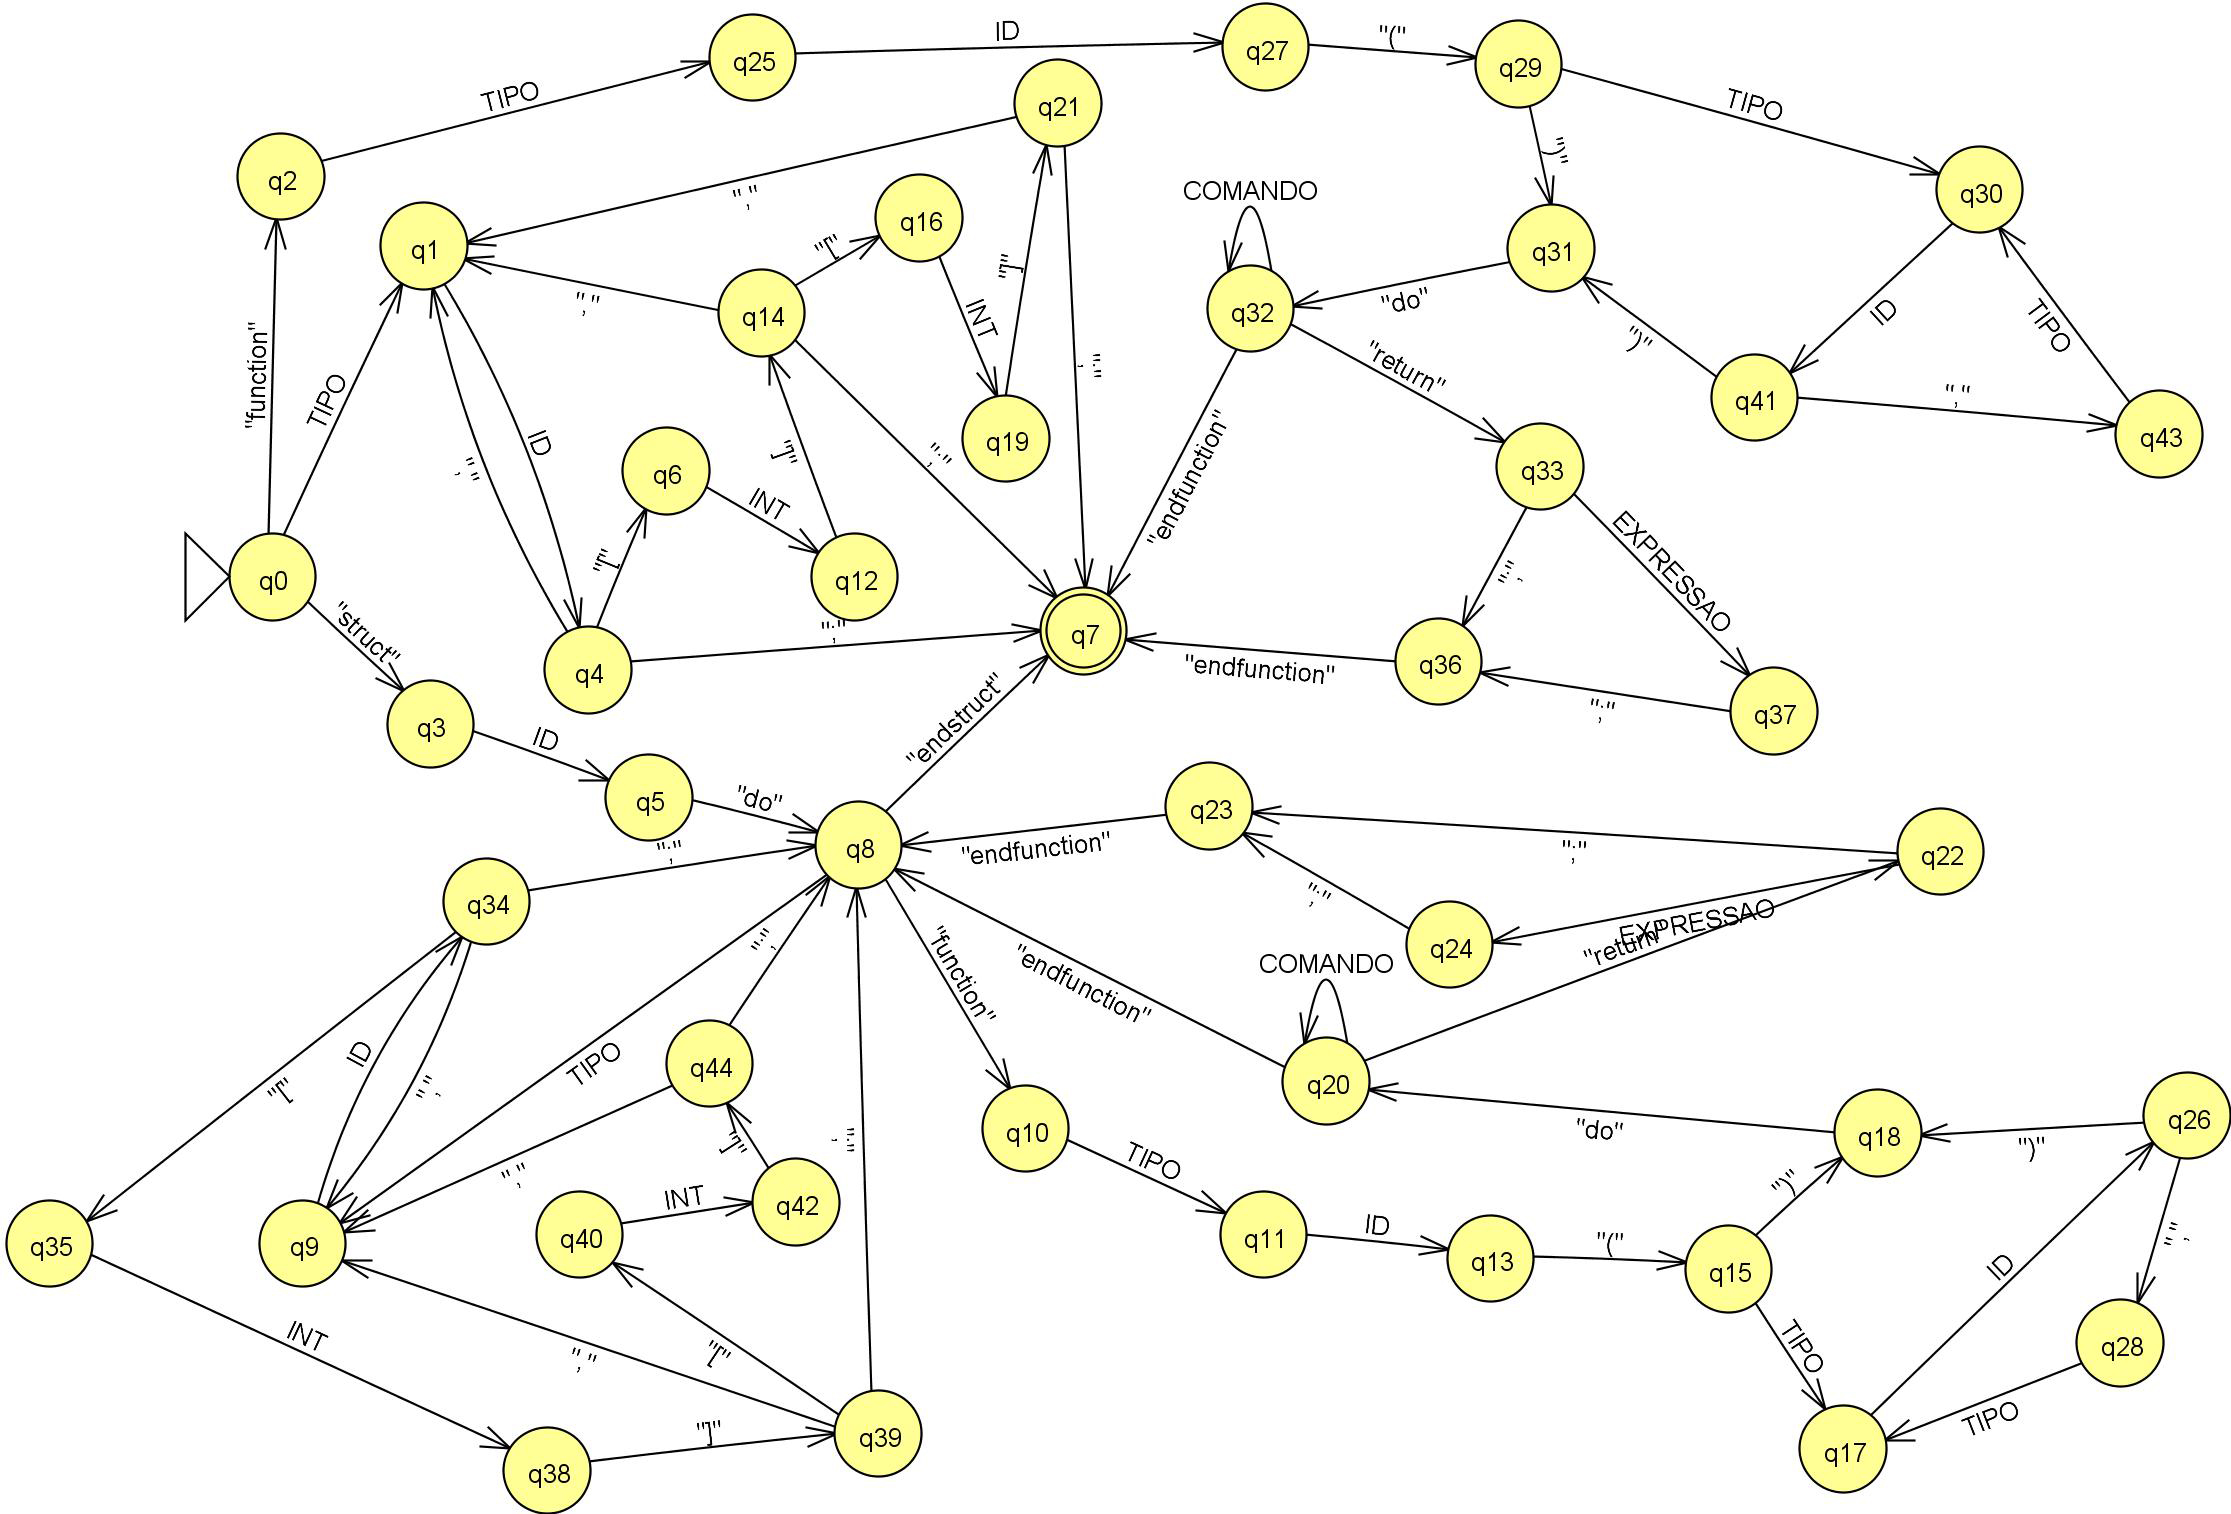 ID
"("
q25
q27
q29
TIPO
q21
TIPO
")"
q2
COMANDO
q30
","
q16
q1
"["
q31
"]"
"do"
q14
","
q32
ID
TIPO
INT
"function"
";"
"return"
")"
TIPO
q41
","
ID
q19
q43
"]"
";"
","
q6
"endfunction"
q33
INT
EXPRESSAO
"["
q0
q12
";"
";"
"struct"
q7
q4
q36
"endfunction"
q3
"endstruct"
";"
q37
ID
q5
"do"
q23
";"
q8
"endfunction"
";"
q22
q34
";"
EXPRESSAO
"return"
";"
q24
"function"
"endfunction"
COMANDO
ID
TIPO
q44
"["
","
q20
"do"
q18
q26
q10
";"
"]"
")"
","
TIPO
")"
INT
q42
","
q35
q9
q40
q11
ID
q13
"("
q15
ID
INT
","
"["
TIPO
q28
q39
"]"
TIPO
q38
q17